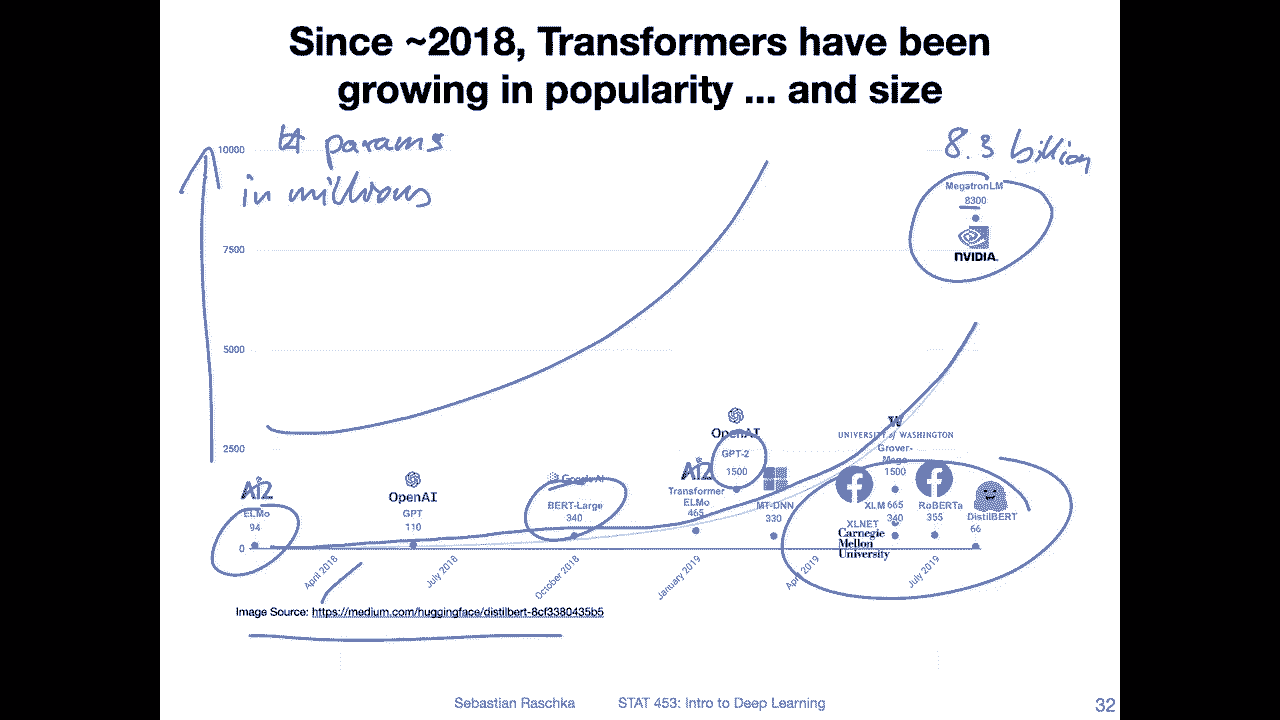 Since ~2018, Transformers have been
growing in popularity ... and size
# params
in millions
8.3 billion
10000
7500
5000
2500
0
MegatronLM
8300
NVIDIA.
AI2
ELMo
94
OpenAI
GPT
110
Google AI
BERT-Large
340
AI2
Transformer
ELMo
465
OpenAI
GPT-2
1500
MT-DNN
330
W
UNIVERSITY of WASHINGTON
Grover-
Mega
1500
XLM 665
340
XLNET
Carnegie
Mellon
University
RoBERTa
355
DistilBERT
66
April 2018
July 2018
October 2018
January 2019
April 2019
July 2019
Image Source: https://medium.com/huggingface/distilbert-8cf3380435b5
Sebastian Raschka STAT 453: Intro to Deep Learning 32